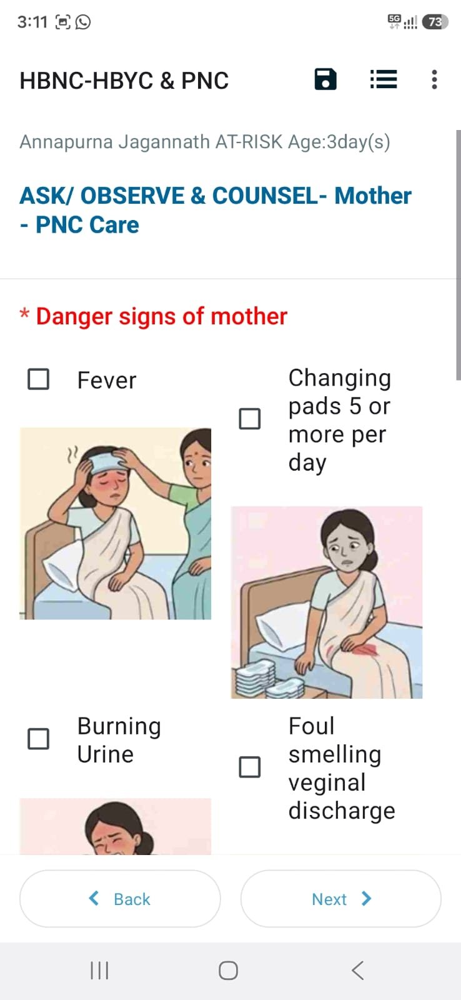 3:11
5G
73
HBNC-HBYC & PNC
Annapurna Jagannath AT-RISK Age:3day(s)
ASK/ OBSERVE & COUNSEL- Mother
- PNC Care
* Danger signs of mother
Fever
Changing
pads 5 or
more per
day
Burning
Urine
Foul
smelling
veginal
discharge
Back
Next